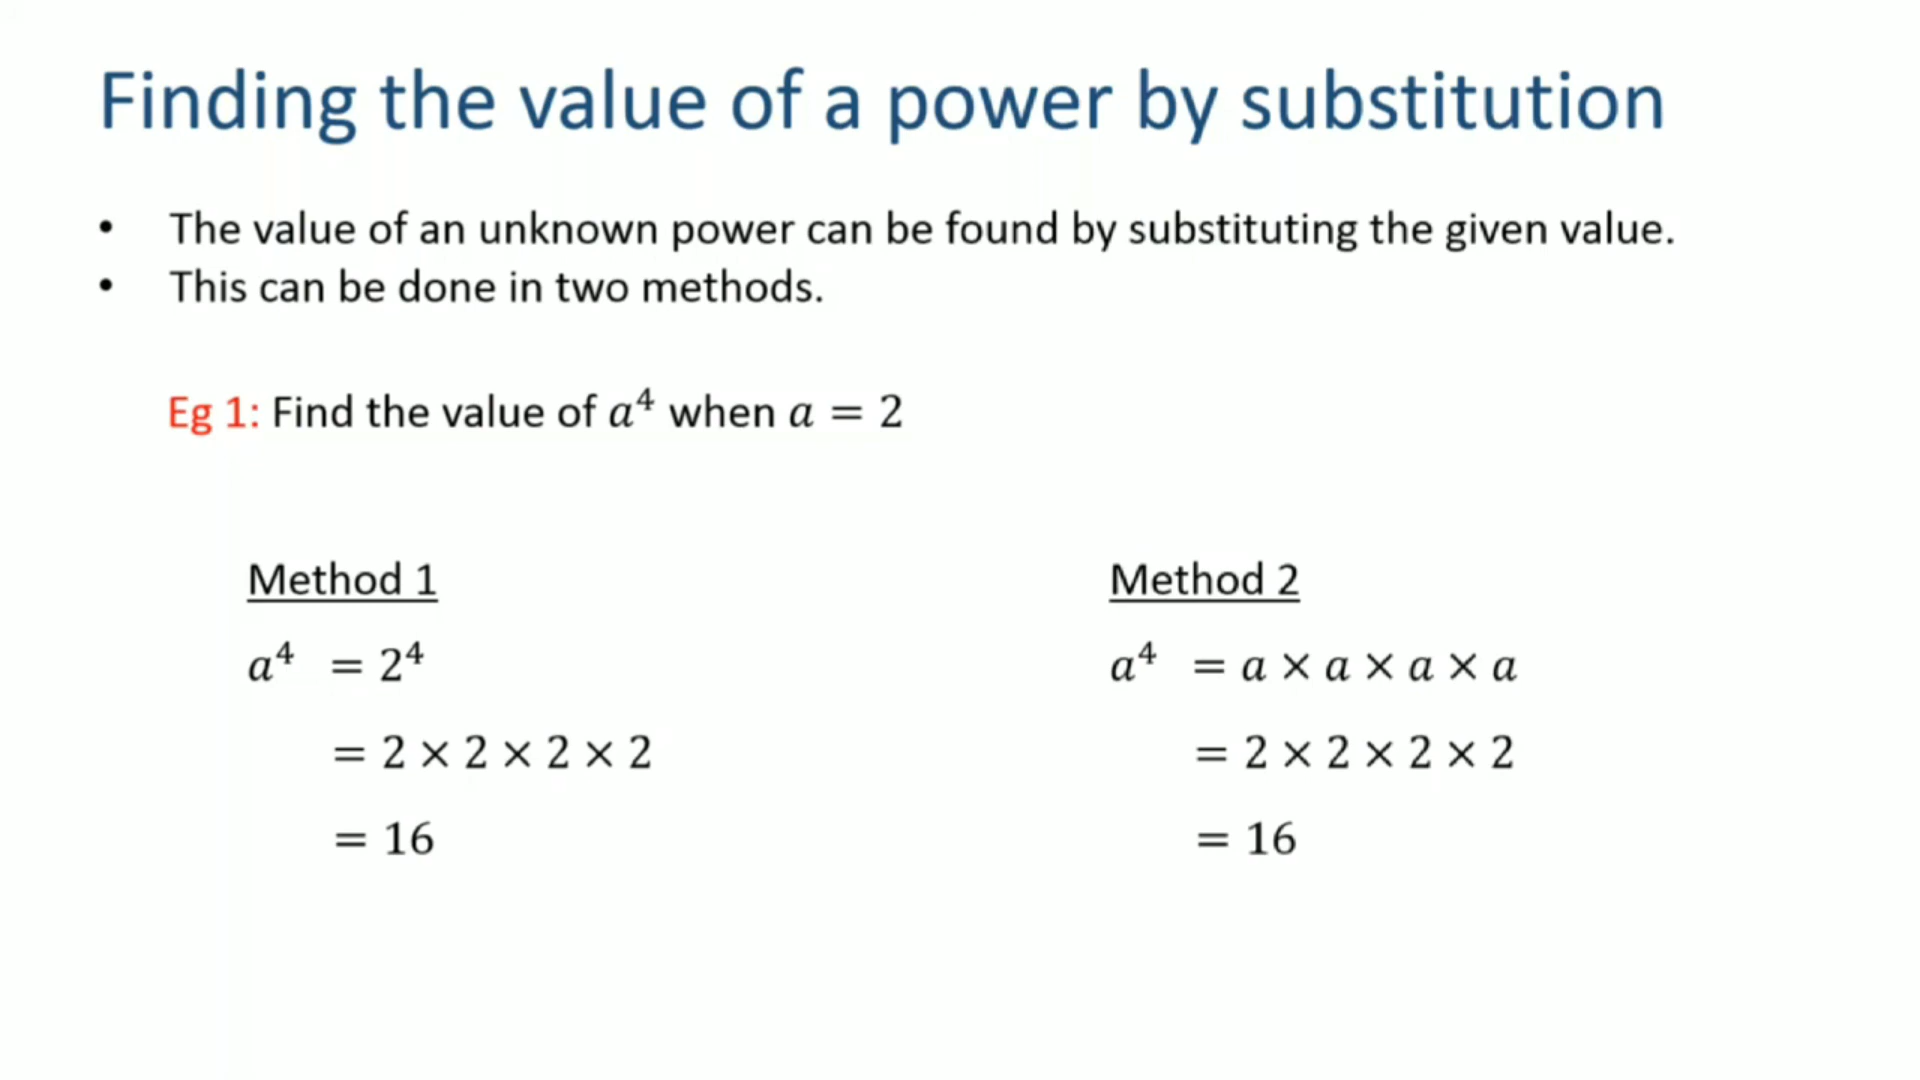 Finding the value of a power by substitution
• The value of an unknown power can be found by substituting the given value.
• This can be done in two methods.
Eg 1: Find the value of a⁴ when a = 2
Method 1
a⁴ = 2⁴
= 2 × 2 × 2 × 2
= 16
Method 2
a⁴ = a × a × a × a
= 2 × 2 × 2 × 2
= 16